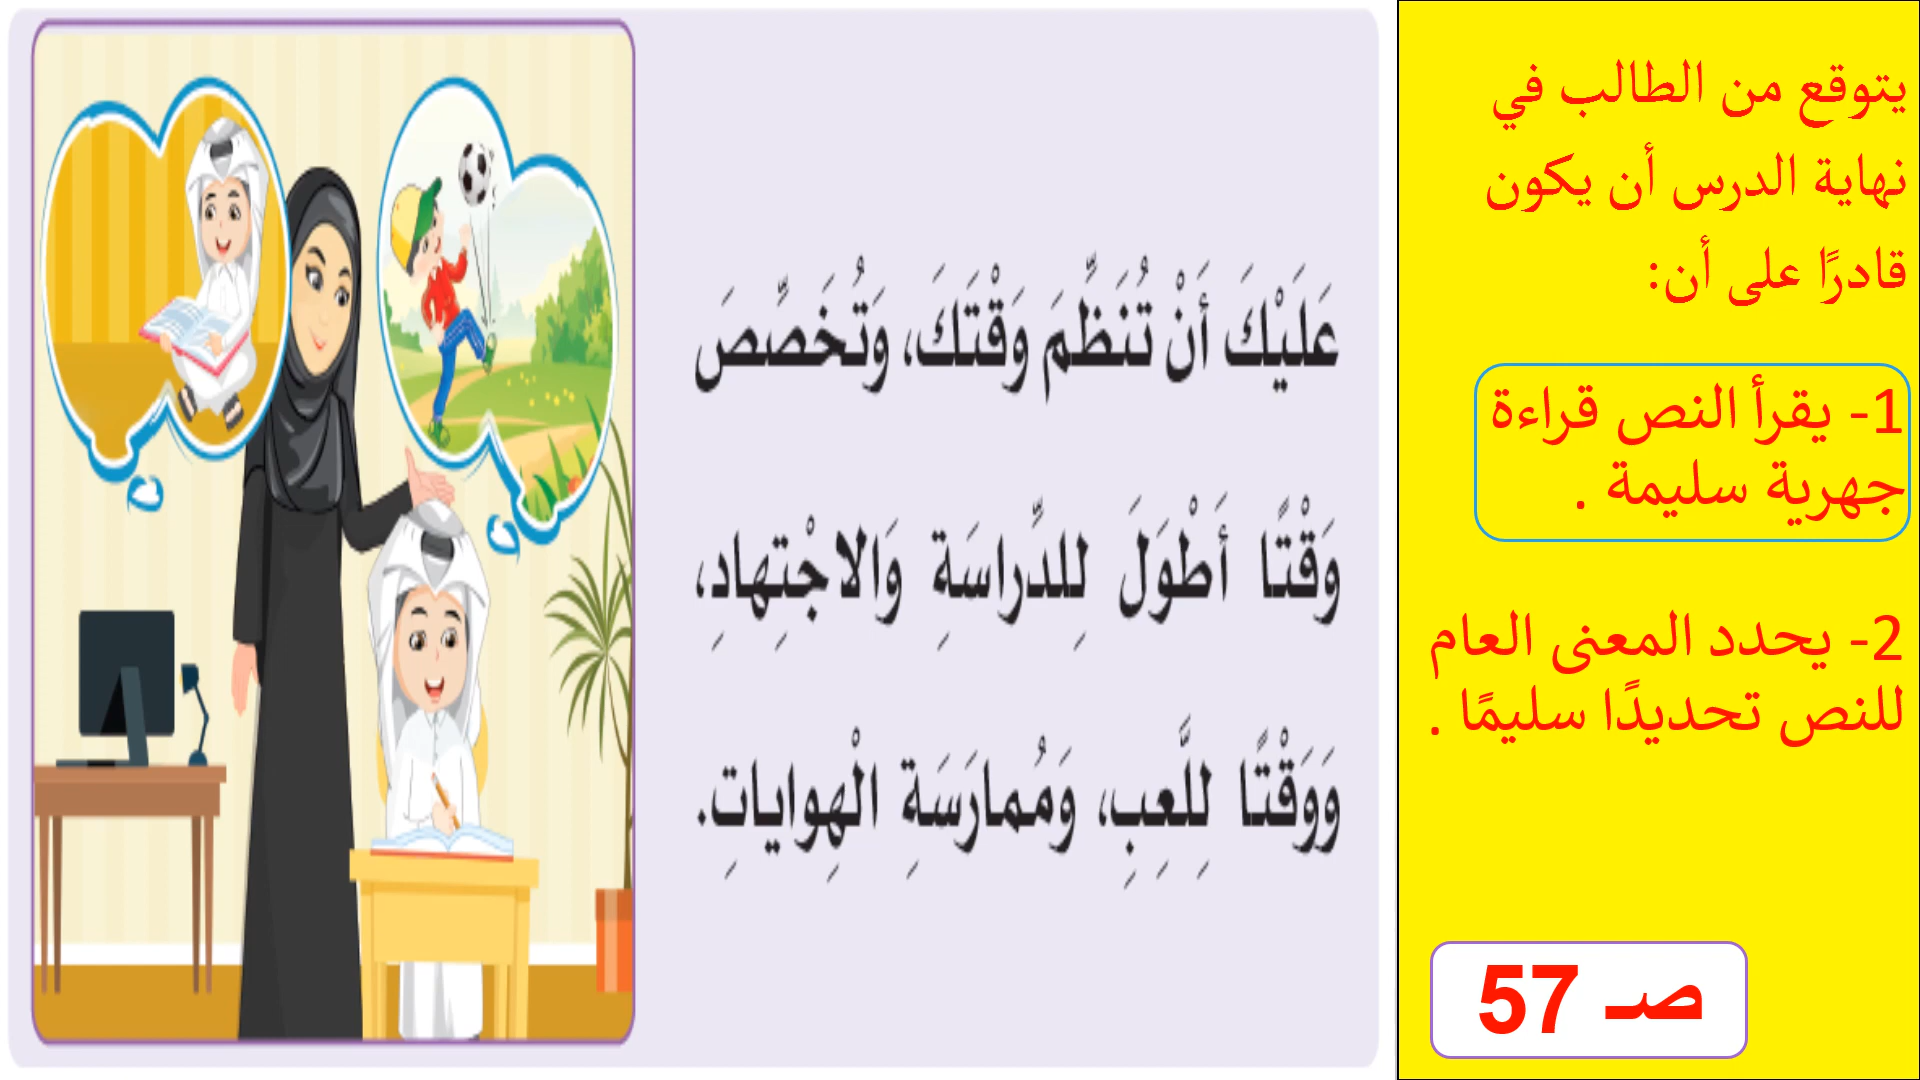 يتوقع من الطالب في
نهاية الدرس أن يكون
قادرًا على أن:
1- يقرأ النص قراءة
جهرية سليمة .
2- يحدد المعنى العام
للنص تحديدًا سليمًا .
صـ 57
عَلَيْكَ أَنْ تُنَظِّمَ وَقْتَكَ، وَتُخَصِّصَ
وَقْتًا أَطْوَلَ لِلدِّراسَةِ وَالاجْتِهادِ،
وَوَقْتًا لِلَّعِبِ، وَمُمارَسَةِ الْهِواياتِ.